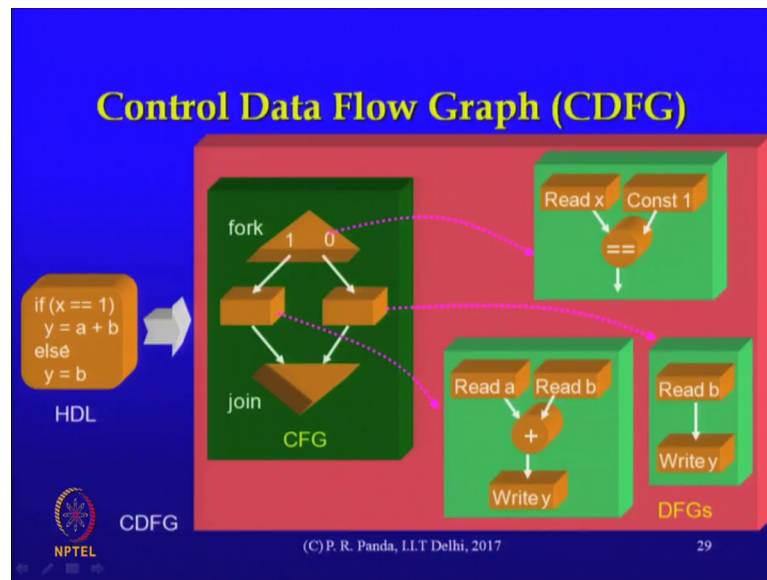 Control Data Flow Graph (CDFG)
if (x == 1)
y = a + b
else
y = b
HDL
fork
1 0
join
CFG
Read x Const 1
==
Read a Read b
+
Write y
Read b
Write y
DFGs
CDFG
NPTEL
(C) P. R. Panda, I.I.T Delhi, 2017
29